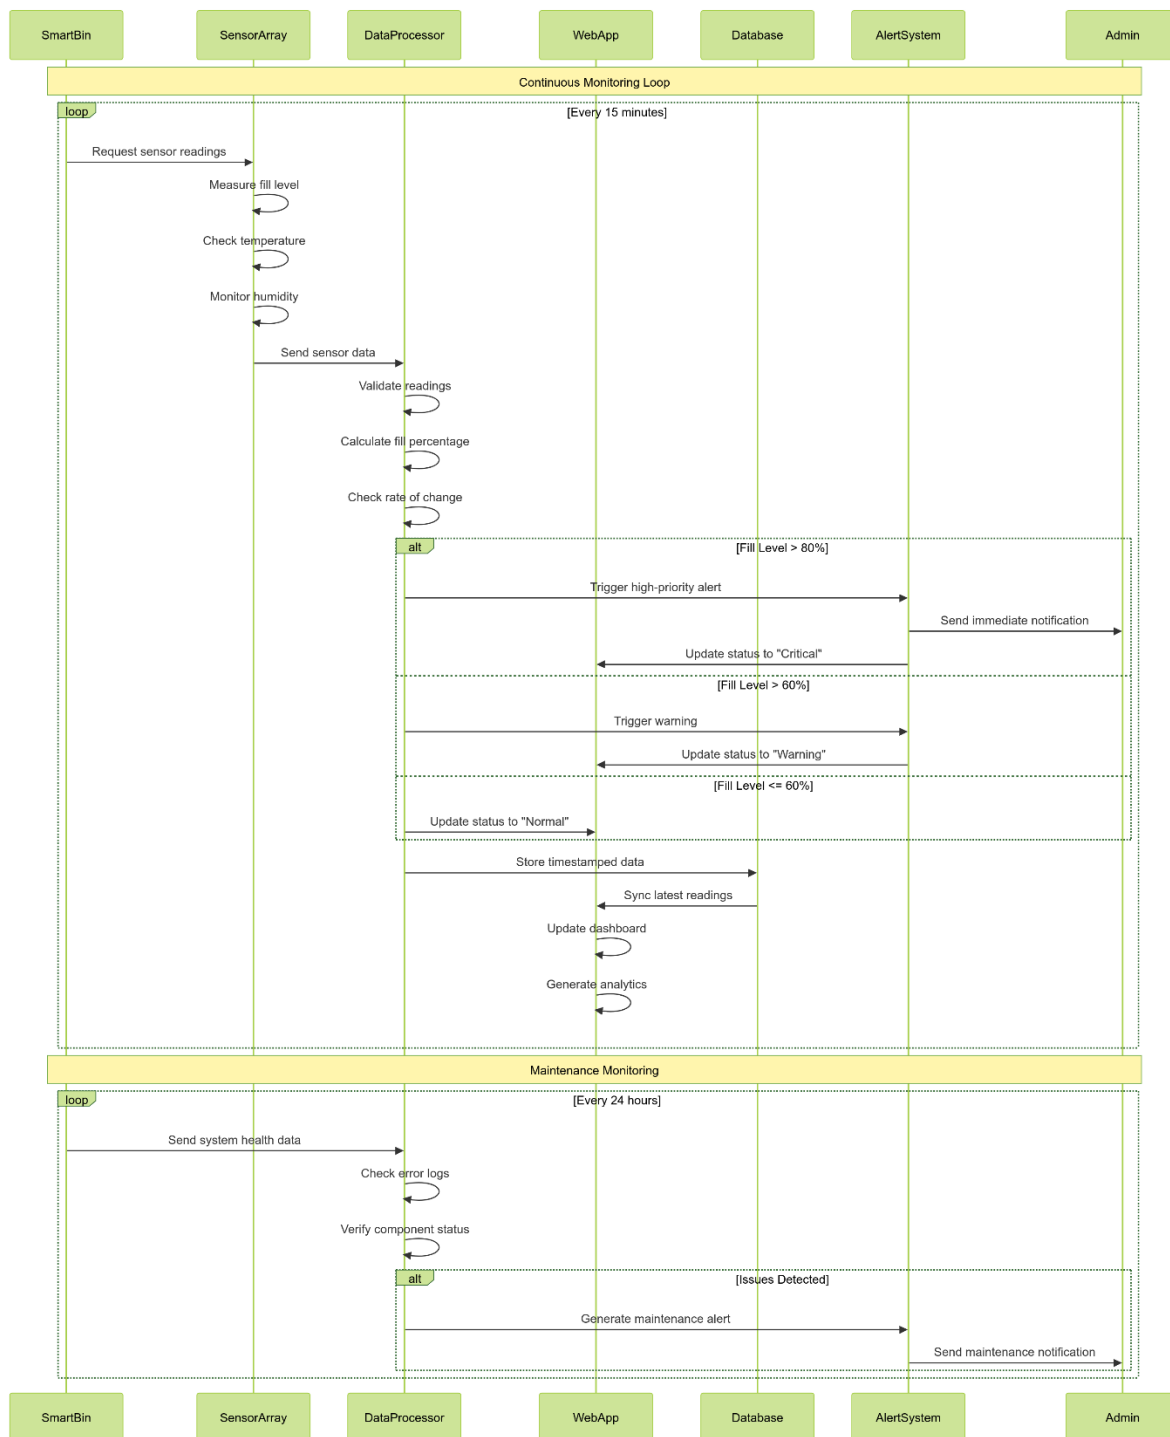 SmartBin
SensorArray
DataProcessor
WebApp
Database
AlertSystem
Admin
Continuous Monitoring Loop
loop
[Every 15 minutes]
Request sensor readings
Measure fill level
Check temperature
Monitor humidity
Send sensor data
Validate readings
Calculate fill percentage
Check rate of change
alt
[Fill Level > 80%]
Trigger high-priority alert
Send immediate notification
Update status to "Critical"
[Fill Level > 60%]
Trigger warning
Update status to "Warning"
[Fill Level <= 60%]
Update status to "Normal"
Store timestamped data
Sync latest readings
Update dashboard
Generate analytics
Maintenance Monitoring
loop
[Every 24 hours]
Send system health data
Check error logs
Verify component status
alt
[Issues Detected]
Generate maintenance alert
Send maintenance notification
SmartBin
SensorArray
DataProcessor
WebApp
Database
AlertSystem
Admin